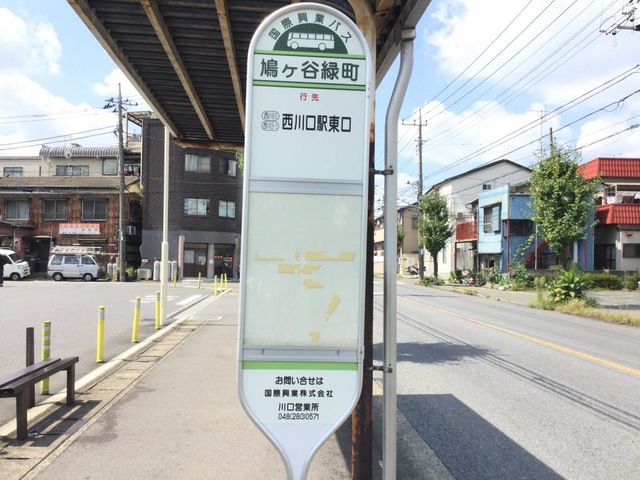 国際興業バス
鳩ヶ谷緑町
行先
西川口駅東口
お問い合せは
国際興業株式会社
川口営業所
048(280)0571